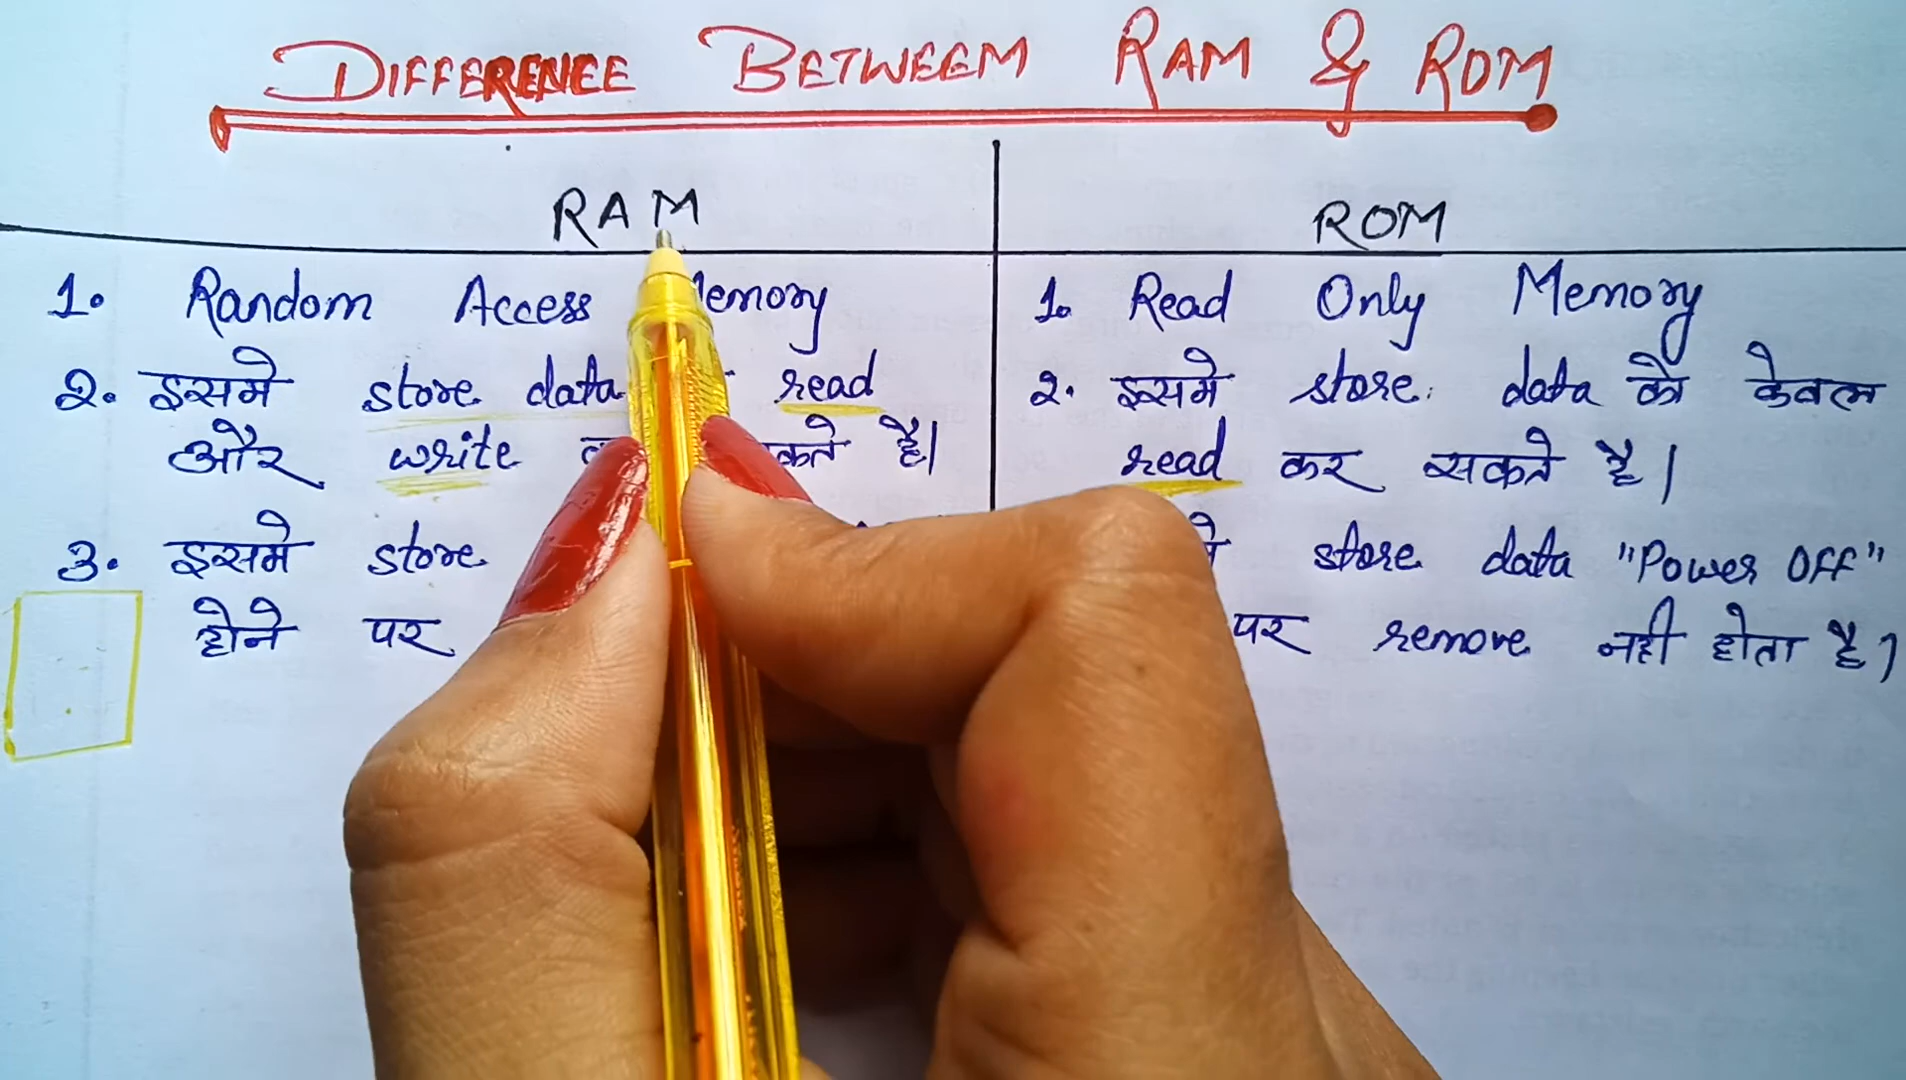 DIFFERENCE BETWEEM RAM & ROM
RAM
1. Random Access Memory
2. इसमे store data read
और write सकते है।
3. इसमे store
होने पर
ROM
1. Read Only Memory
2. इसमे store data को केवल
read कर सकते है।
store data "Power OFF"
पर remove नही होता है।